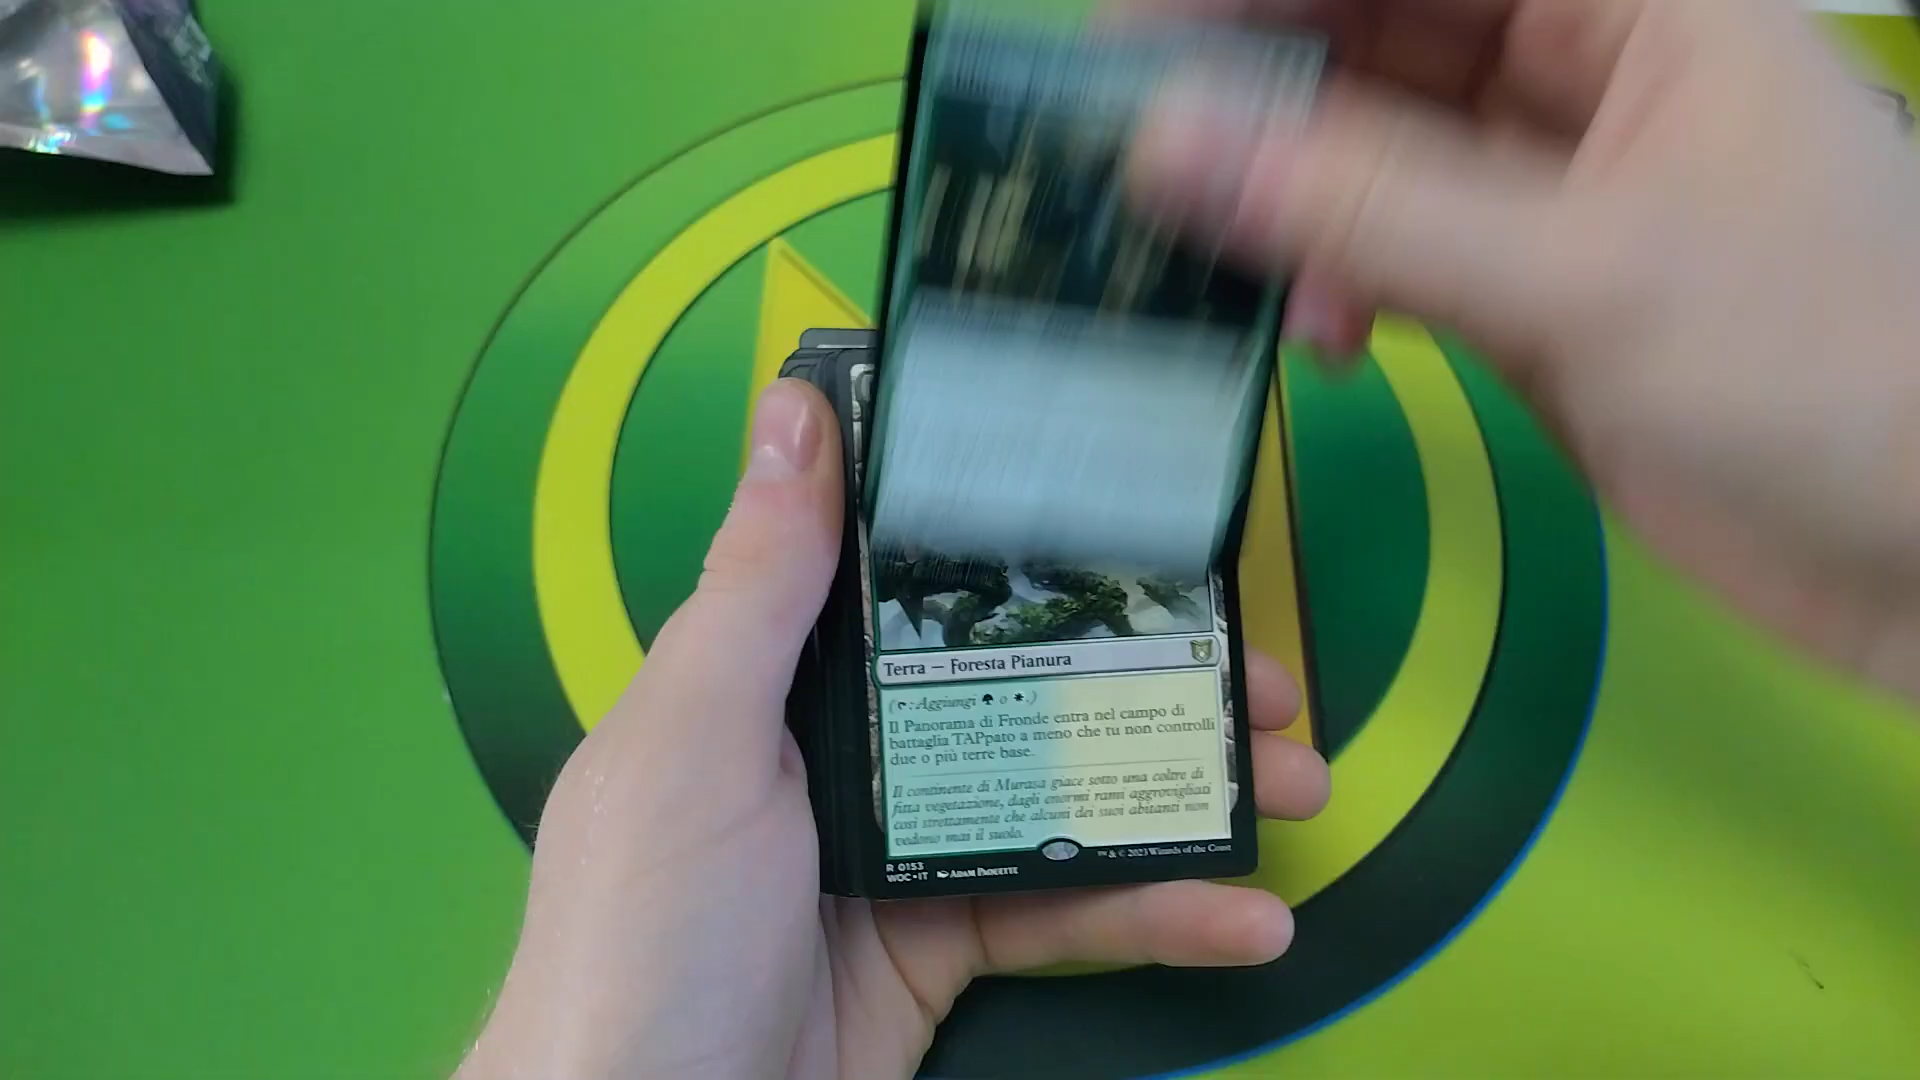 Terra — Foresta Pianura
( : Aggiungi o .)
Il Panorama di Fronde entra nel campo di
battaglia TAPpato a meno che tu non controlli
due o più terre base.
Il continente di Murasa giace sotto una coltre di
fitta vegetazione, dagli enormi rami aggrovigliati
così strettamente che alcuni dei suoi abitanti non
vedono mai il suolo.
R 0153
WOC • IT ADAM PAQUETTE
™ & © 2023 Wizards of the Coast